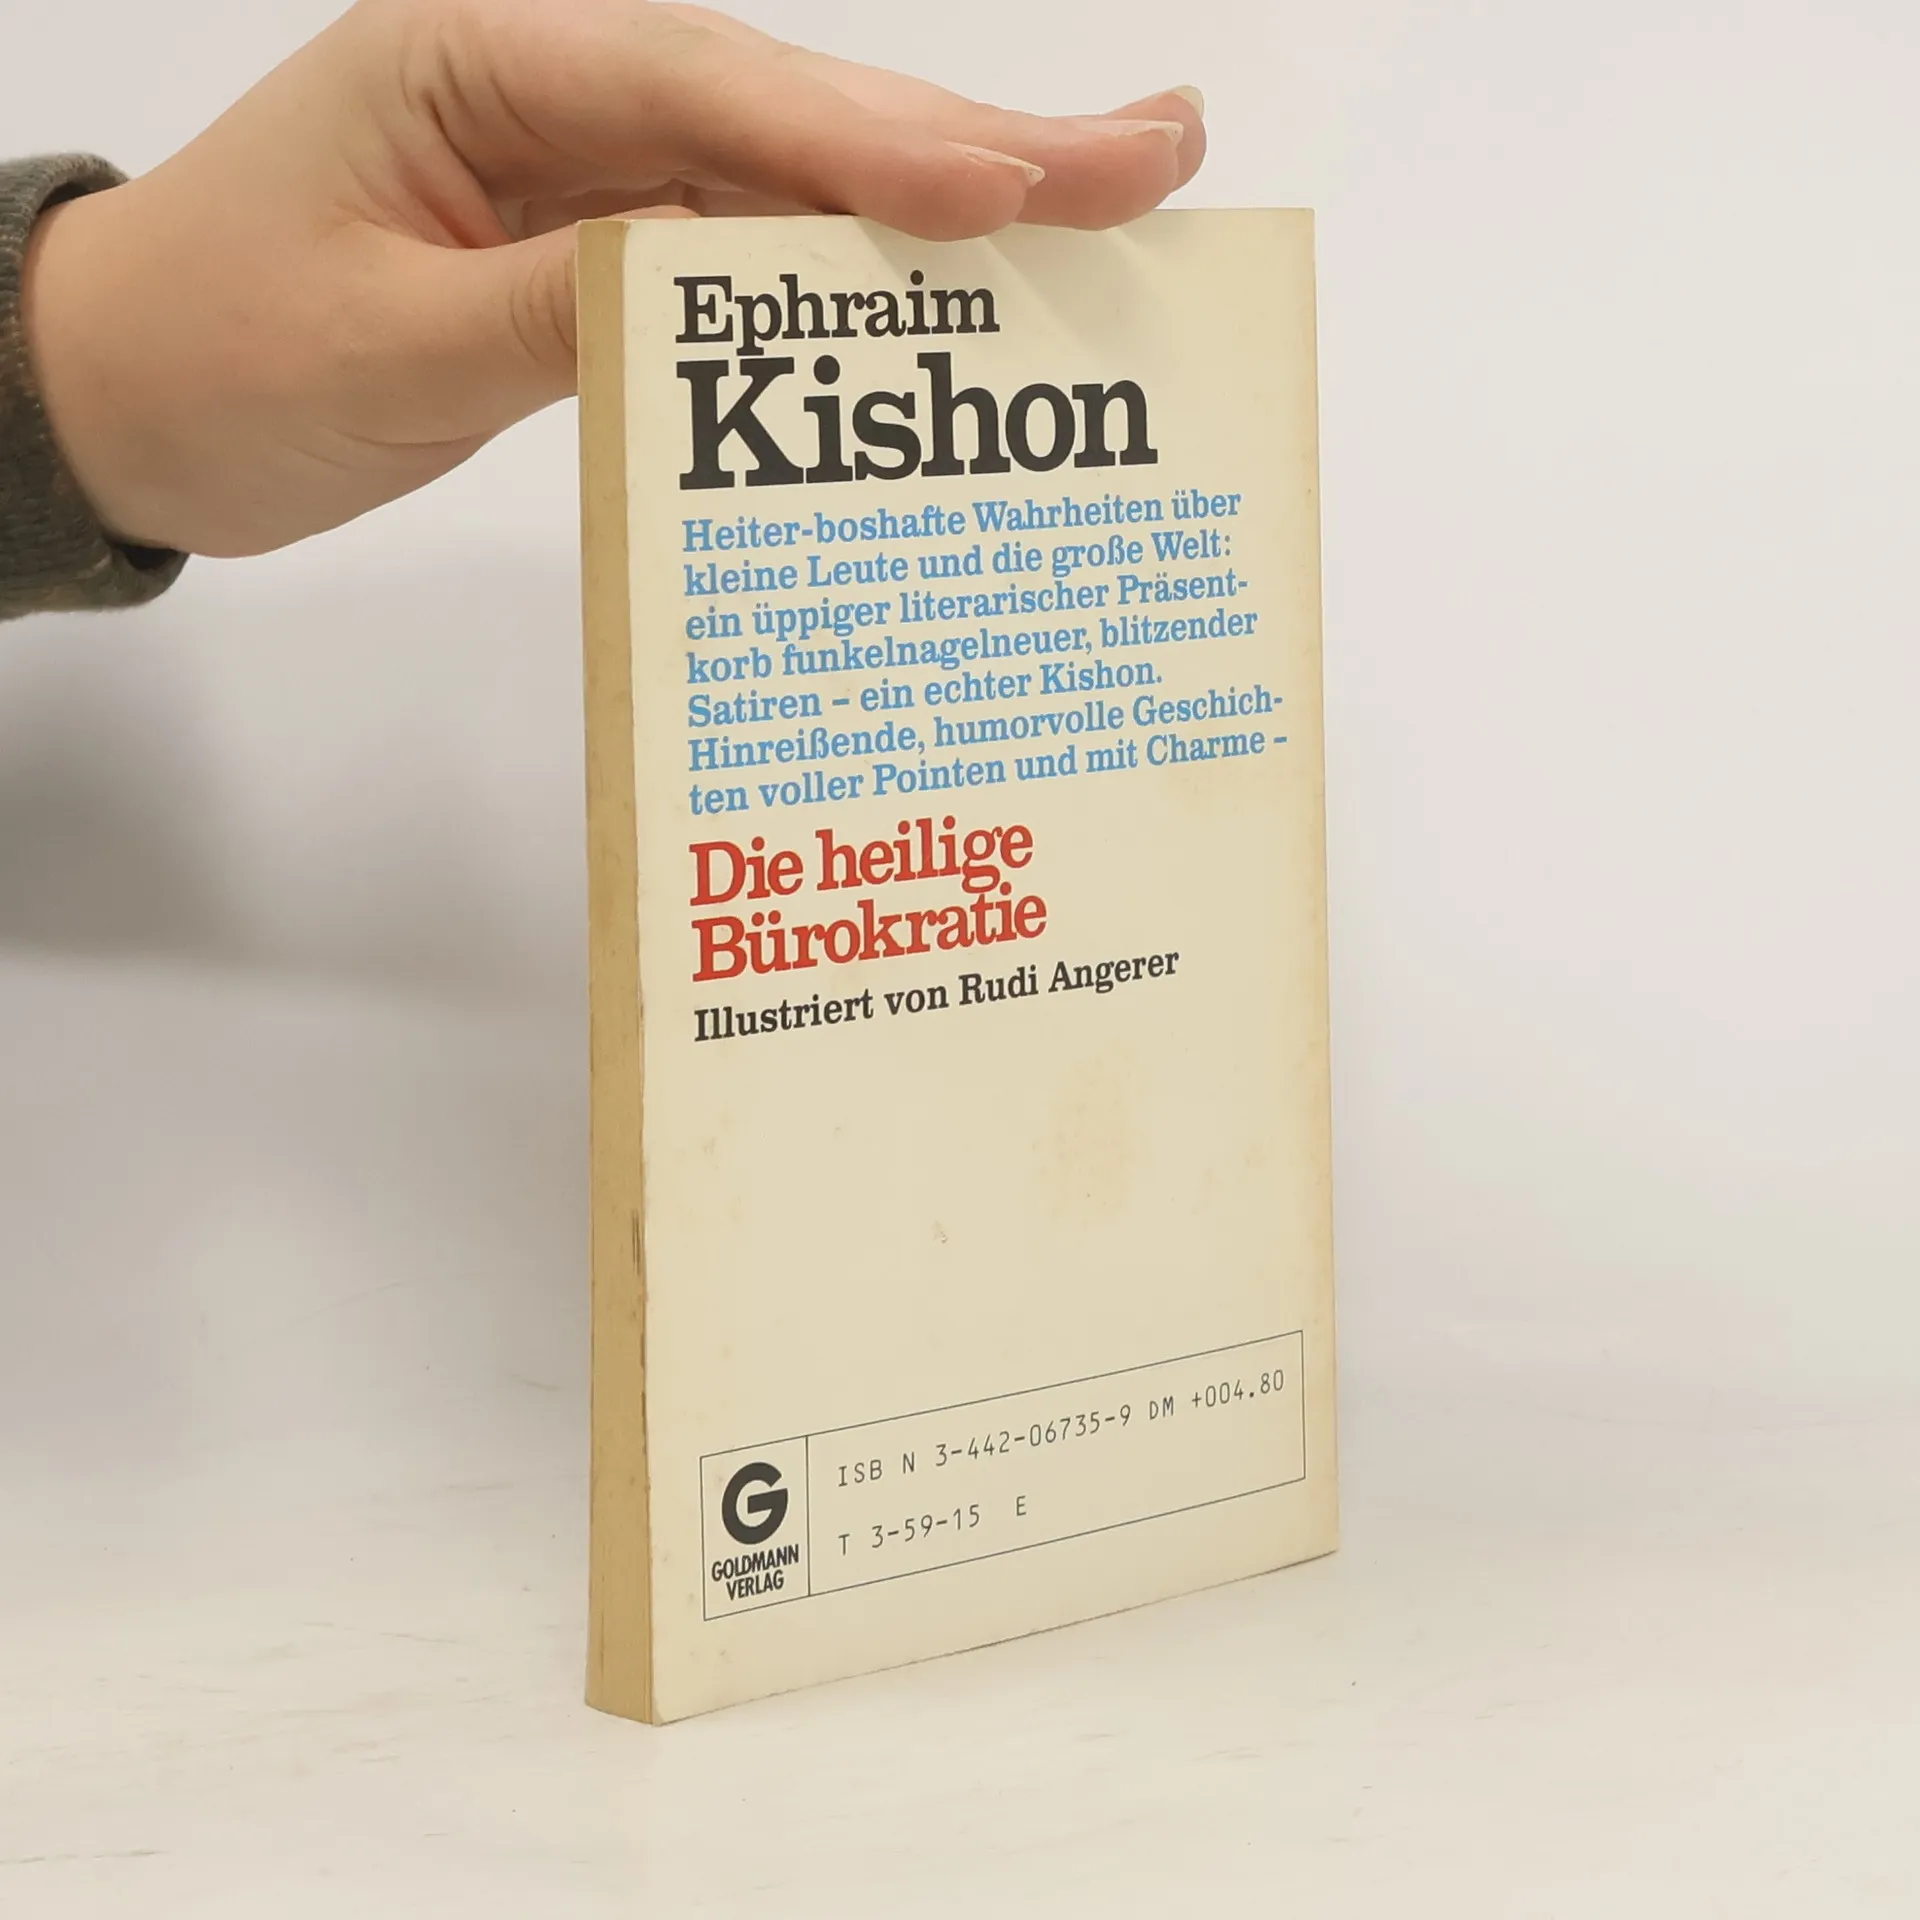 Ephraim
Kishon
Heiter-boshafte Wahrheiten über
kleine Leute und die große Welt:
ein üppiger literarischer Präsent-
korb funkelnagelneuer, blitzender
Satiren – ein echter Kishon.
Hinreißende, humorvolle Geschich-
ten voller Pointen und mit Charme –
Die heilige
Bürokratie
Illustriert von Rudi Angerer
ISB N 3-442-06735-9 DM +004.80
T 3-59-15 E
G
GOLDMANN
VERLAG